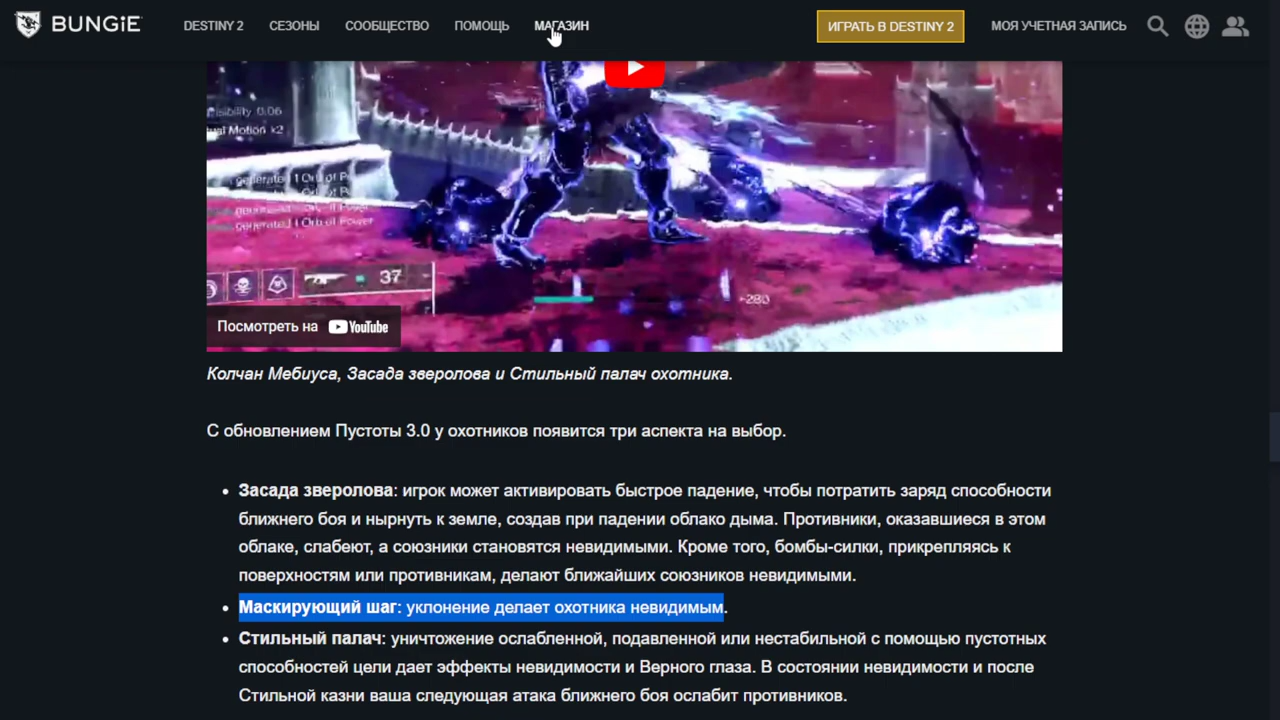 BUNGiE
DESTINY 2
СЕЗОНЫ
СООБЩЕСТВО
ПОМОЩЬ
МАГАЗИН
ИГРАТЬ В DESTINY 2
МОЯ УЧЕТНАЯ ЗАПИСЬ
Motion x2
37
+280
Посмотреть на YouTube
Колчан Мебиуса, Засада зверолова и Стильный палач охотника.
С обновлением Пустоты 3.0 у охотников появится три аспекта на выбор.
• Засада зверолова: игрок может активировать быстрое падение, чтобы потратить заряд способности
ближнего боя и нырнуть к земле, создав при падении облако дыма. Противники, оказавшиеся в этом
облаке, слабеют, а союзники становятся невидимыми. Кроме того, бомбы-силки, прикрепляясь к
поверхностям или противникам, делают ближайших союзников невидимыми.
• Маскирующий шаг: уклонение делает охотника невидимым.
• Стильный палач: уничтожение ослабленной, подавленной или нестабильной с помощью пустотных
способностей цели дает эффекты невидимости и Верного глаза. В состоянии невидимости и после
Стильной казни ваша следующая атака ближнего боя ослабит противников.